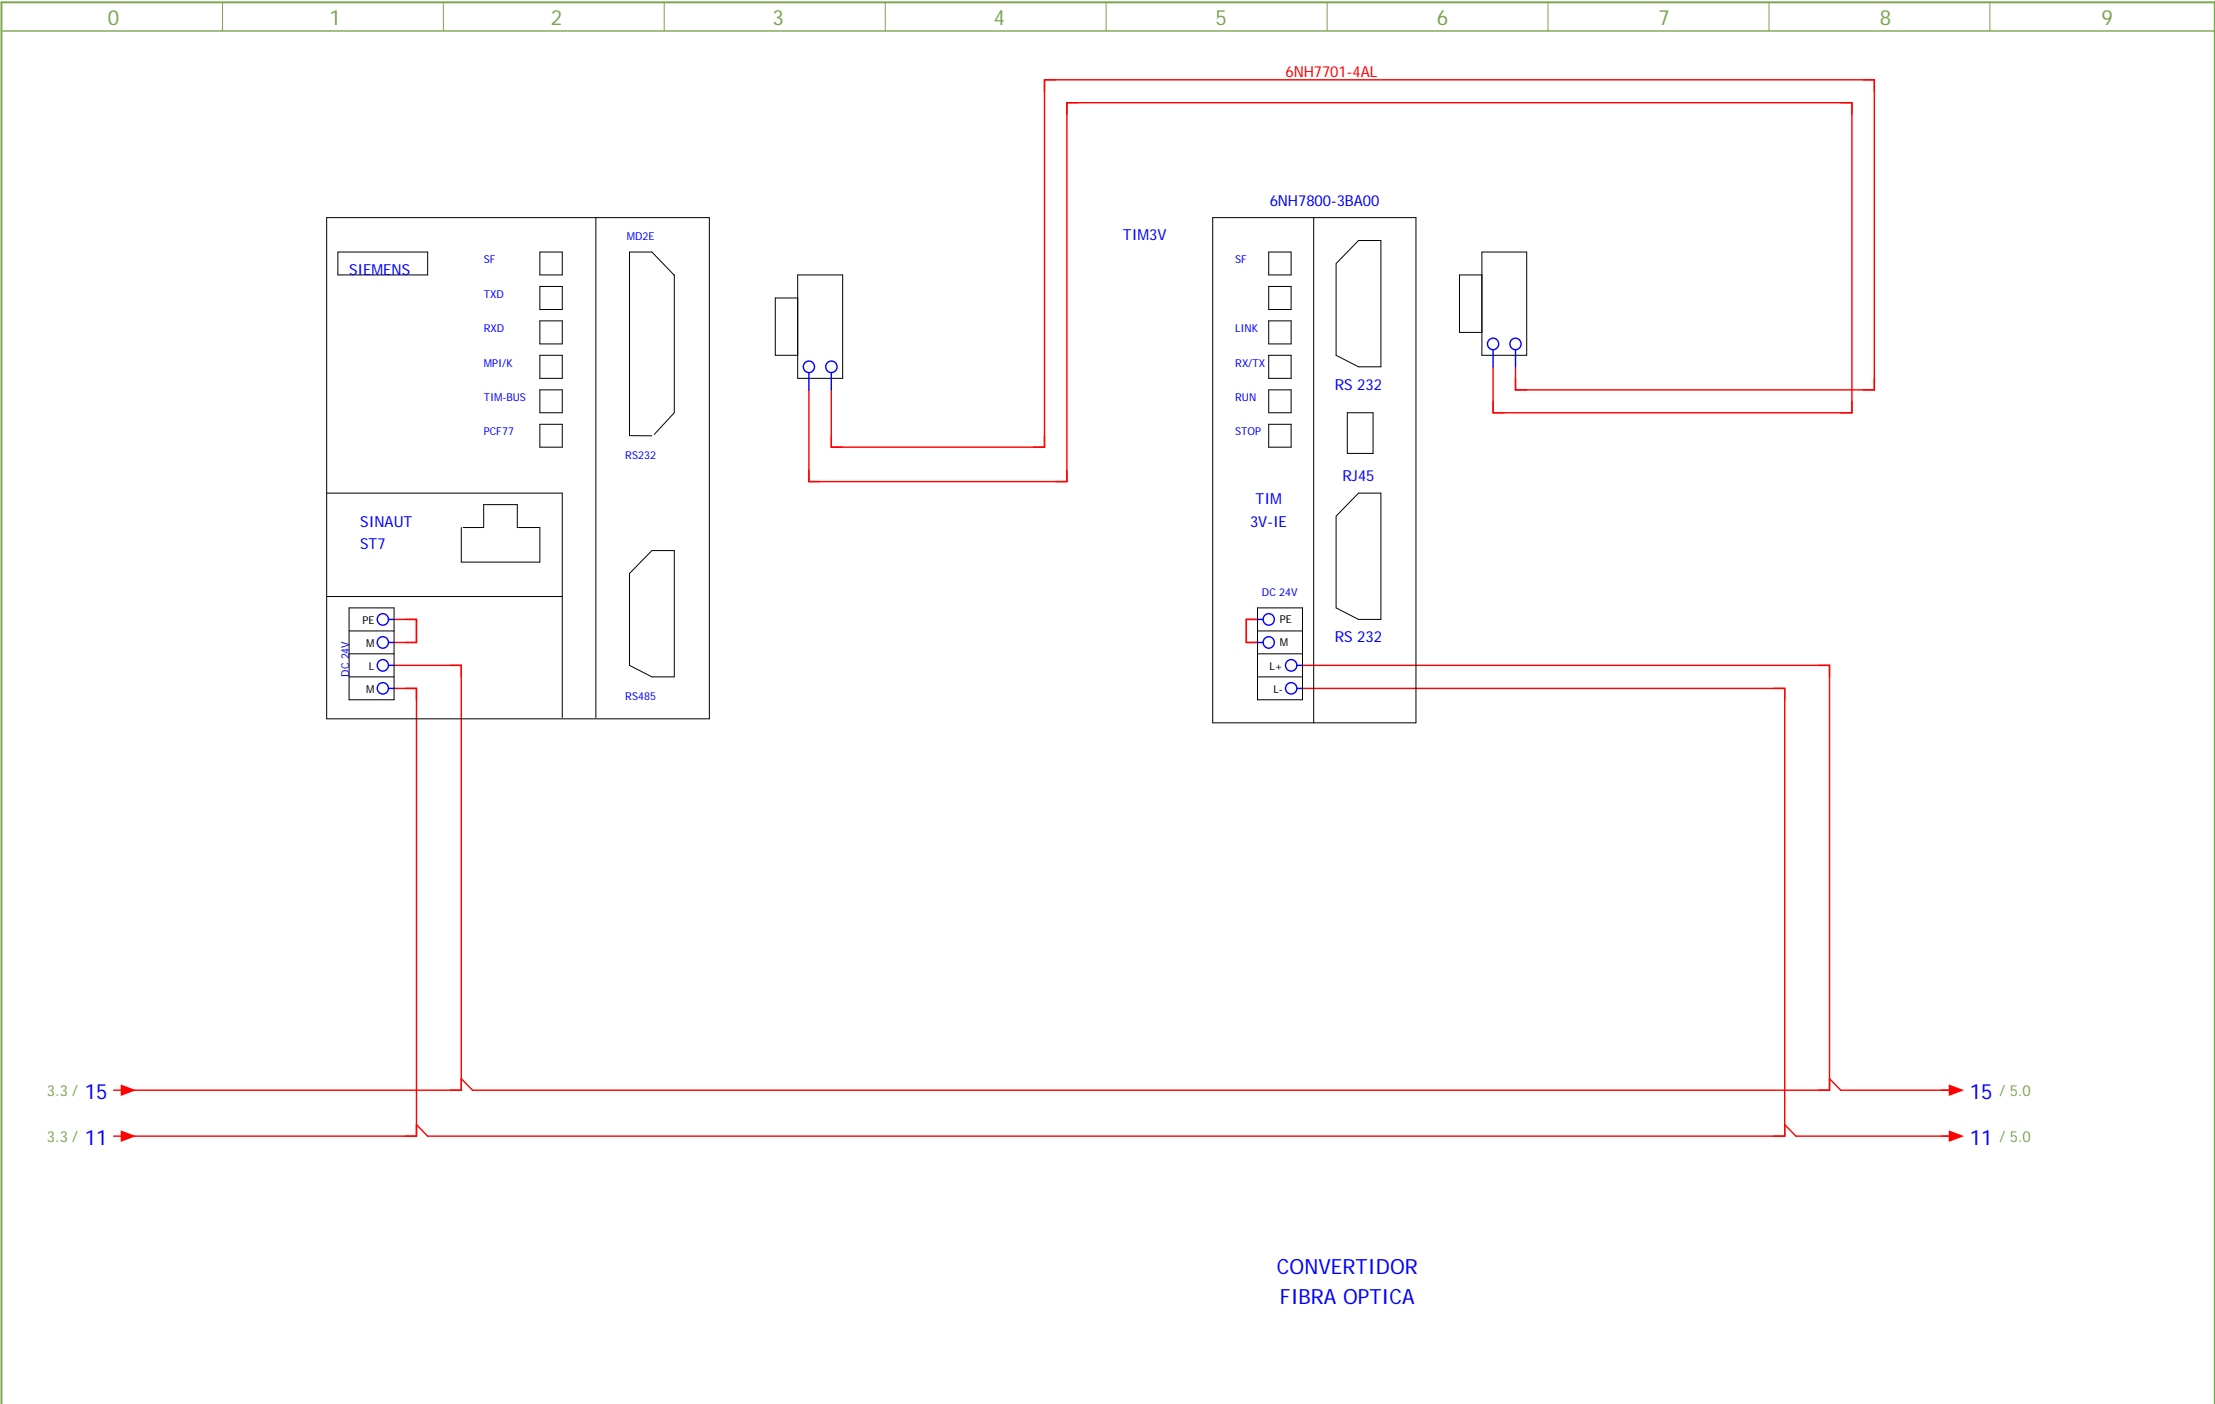 0 1 2 3 4 5 6 7 8 9
6NH7701-4AL
6NH7800-3BA00
MD2E
TIM3V
SIEMENS
SF
TXD
RXD
MPI/K
TIM-BUS
PCF77
RS232
SINAUT
ST7
DC 24V
PE
M
L
M
RS485
SF
LINK
RX/TX
RUN
STOP
RS 232
RJ45
TIM
3V-IE
DC 24V
PE
M
L+
L-
RS 232
3.3 / 15
15 / 5.0
3.3 / 11
11 / 5.0
CONVERTIDOR
FIBRA OPTICA